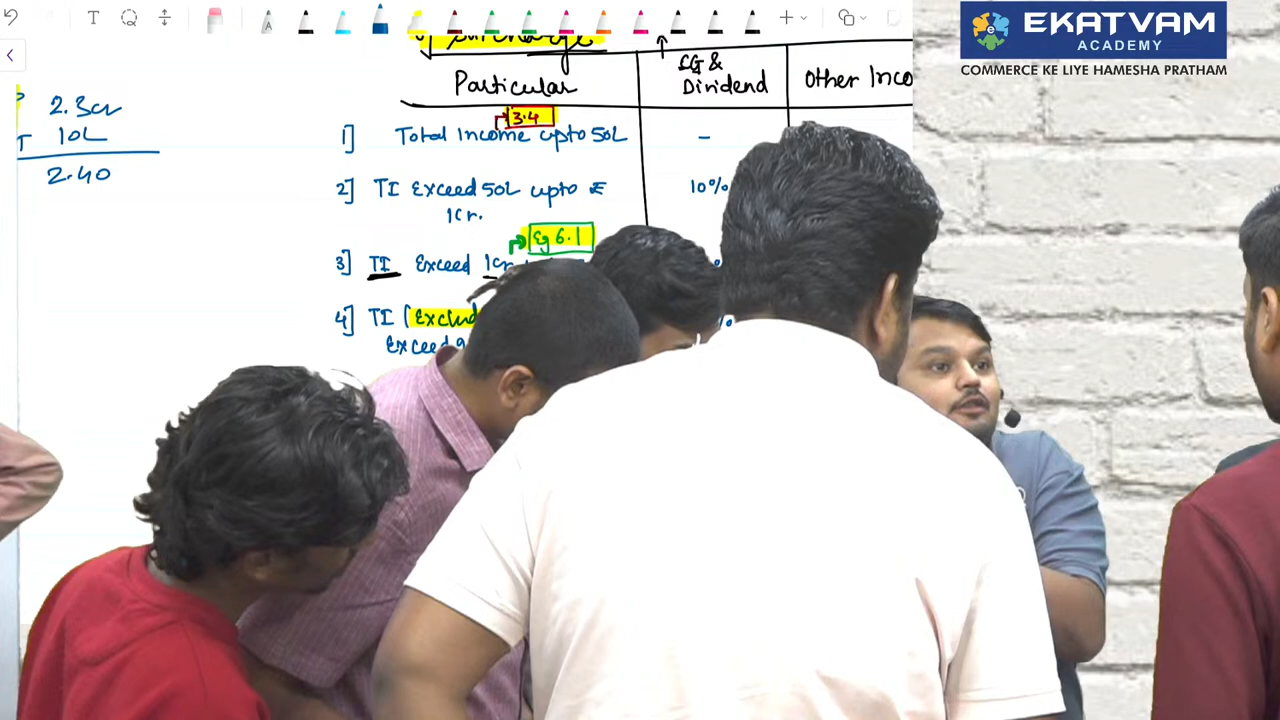 EKATVAM
ACADEMY
COMMERCE KE LIYE HAMESHA PRATHAM
Surcharge
Particular
CG &
Dividend
Other Inco
2.3cr
10L
2.40
3.4
1] Total Income upto 50L –
2] TI Exceed 50L upto 10%
1Cr.
Eg 6.1
3] TI Exceed 1Cr
4] TI (Exclud
Exceed